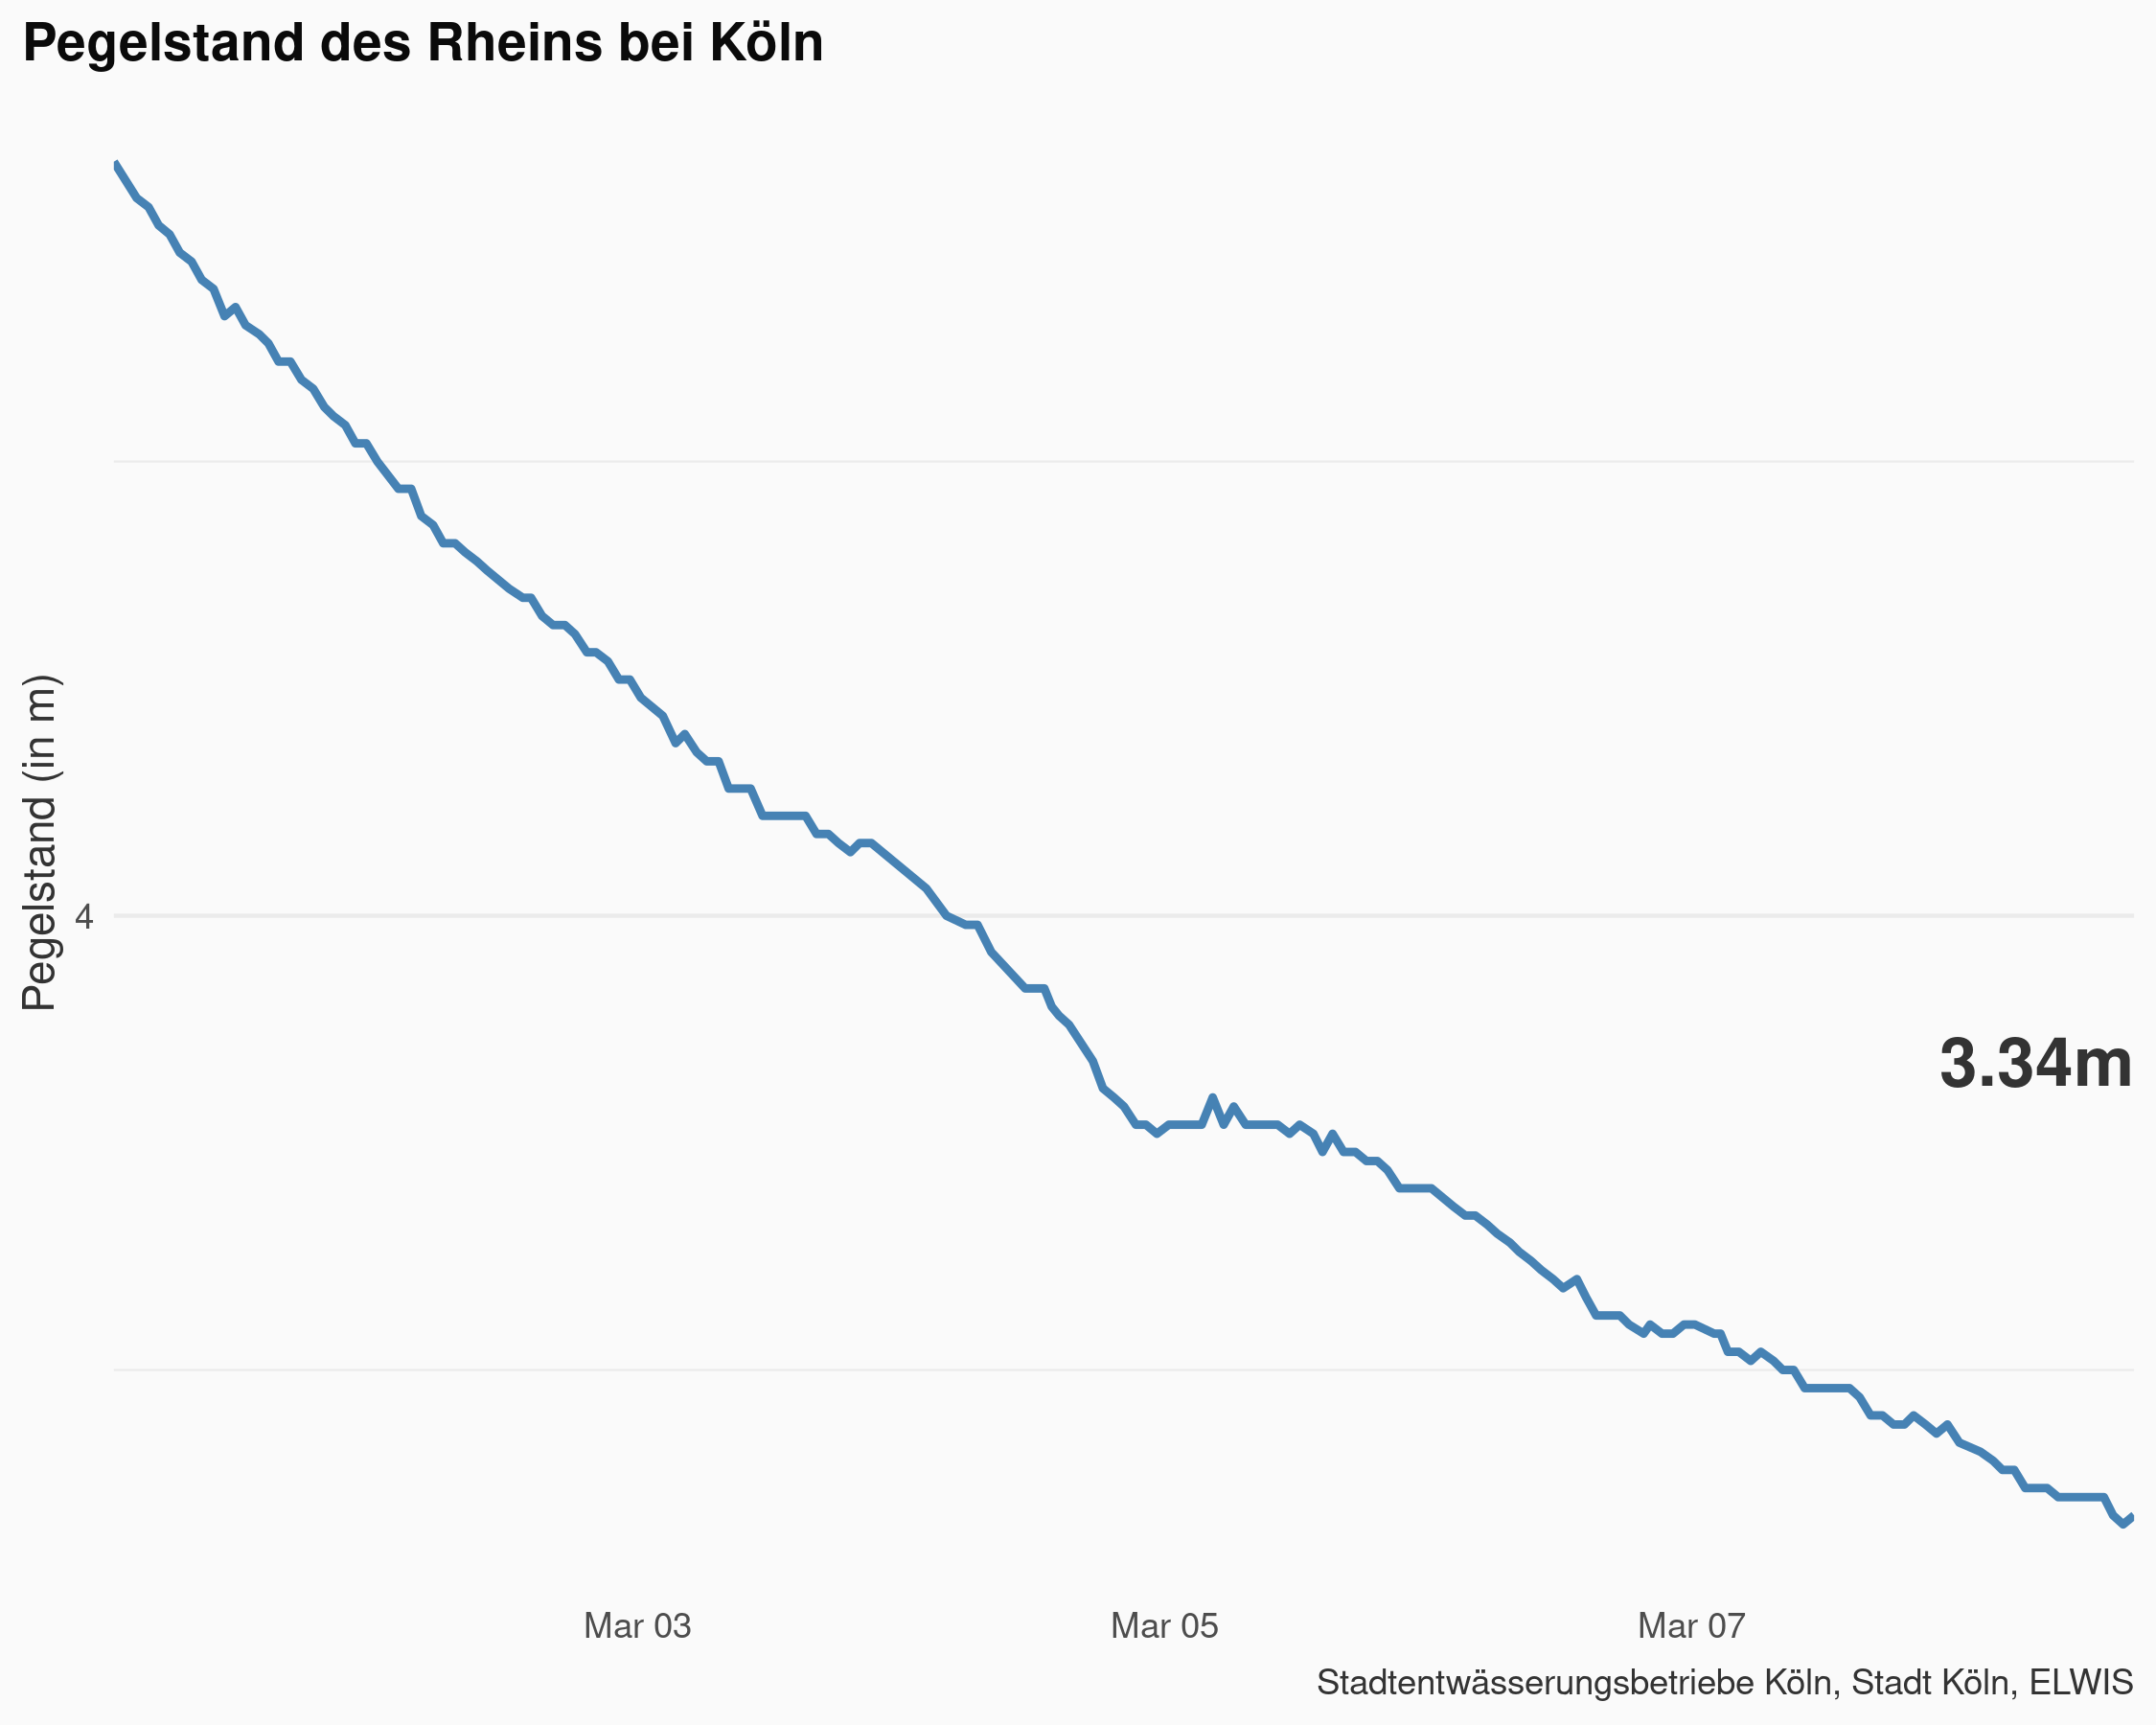 Pegelstand des Rheins bei Köln
Pegelstand (in m)
4
3.34m
Mar 03
Mar 05
Mar 07
Stadtentwässerungsbetriebe Köln, Stadt Köln, ELWIS